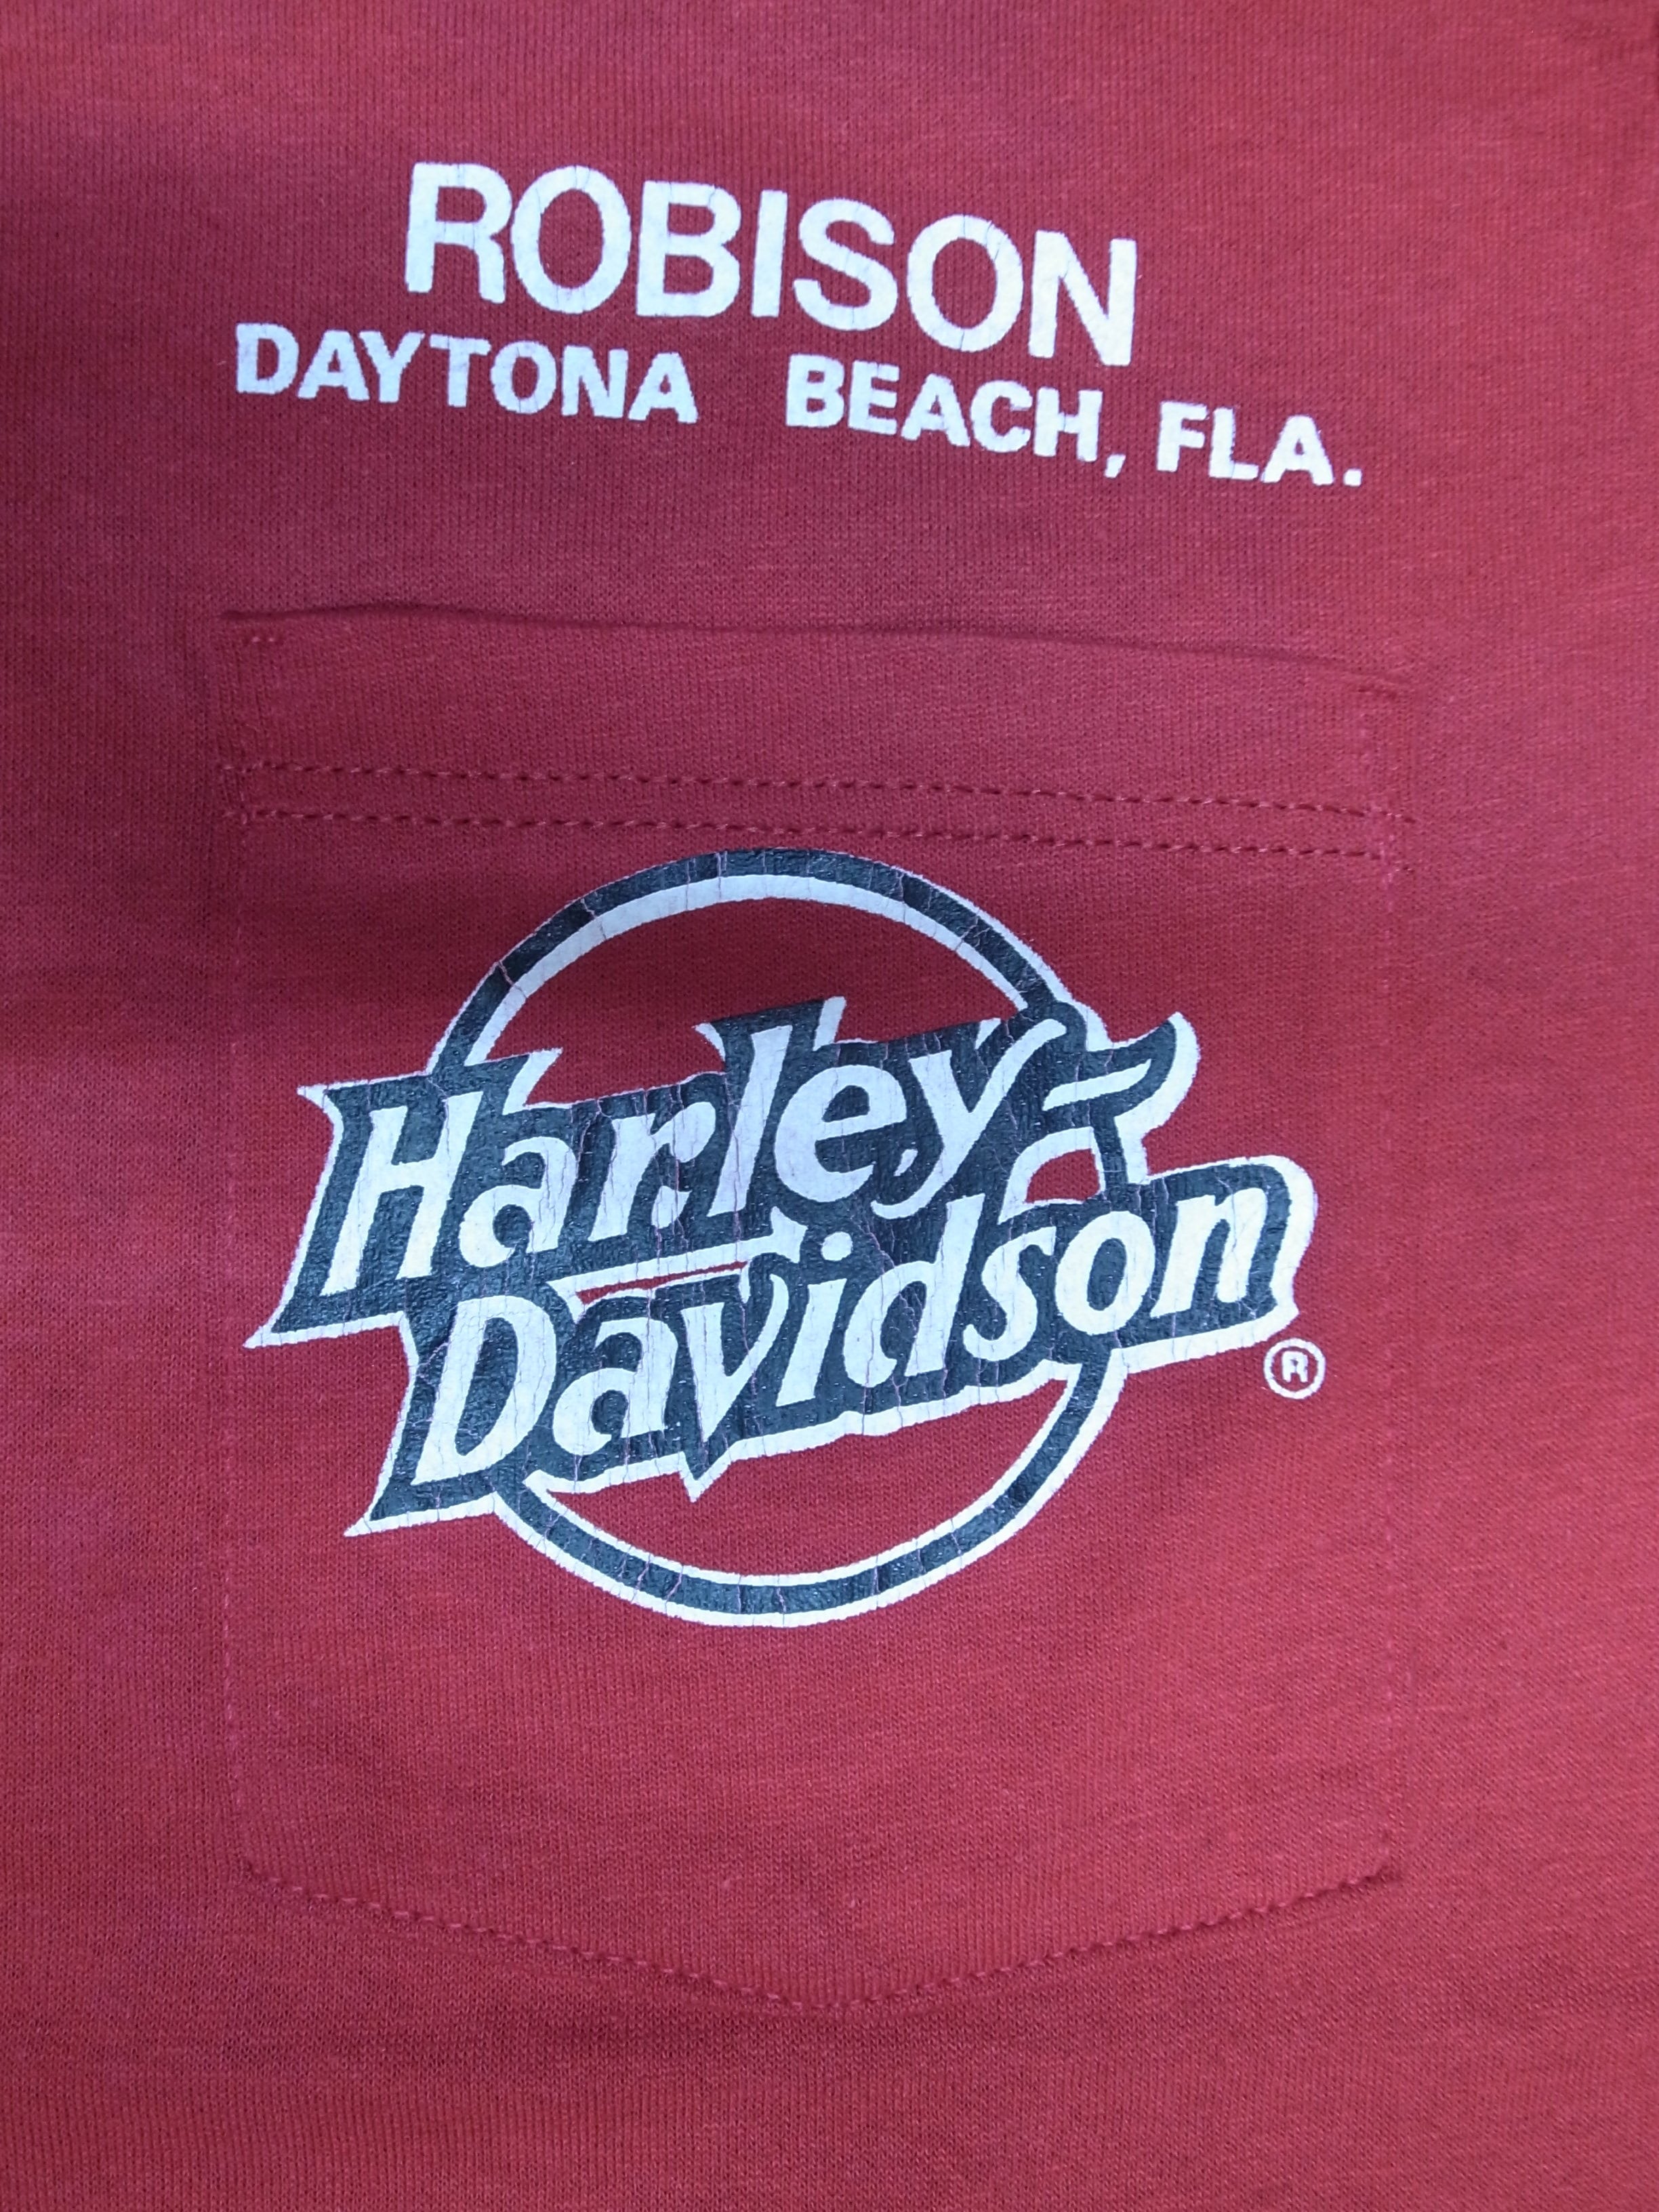 ROBISON
DAYTONA BEACH, FLA.
Harley-
Davidson
®